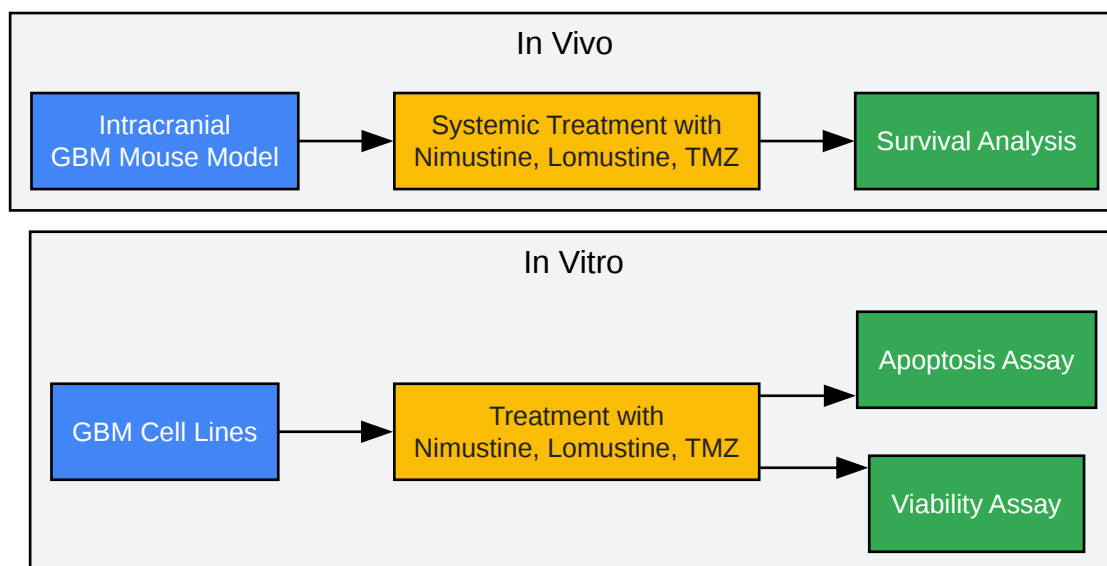 In Vivo
Intracranial
GBM Mouse Model
Systemic Treatment with
Nimustine, Lomustine, TMZ
Survival Analysis
In Vitro
GBM Cell Lines
Treatment with
Nimustine, Lomustine, TMZ
Apoptosis Assay
Viability Assay